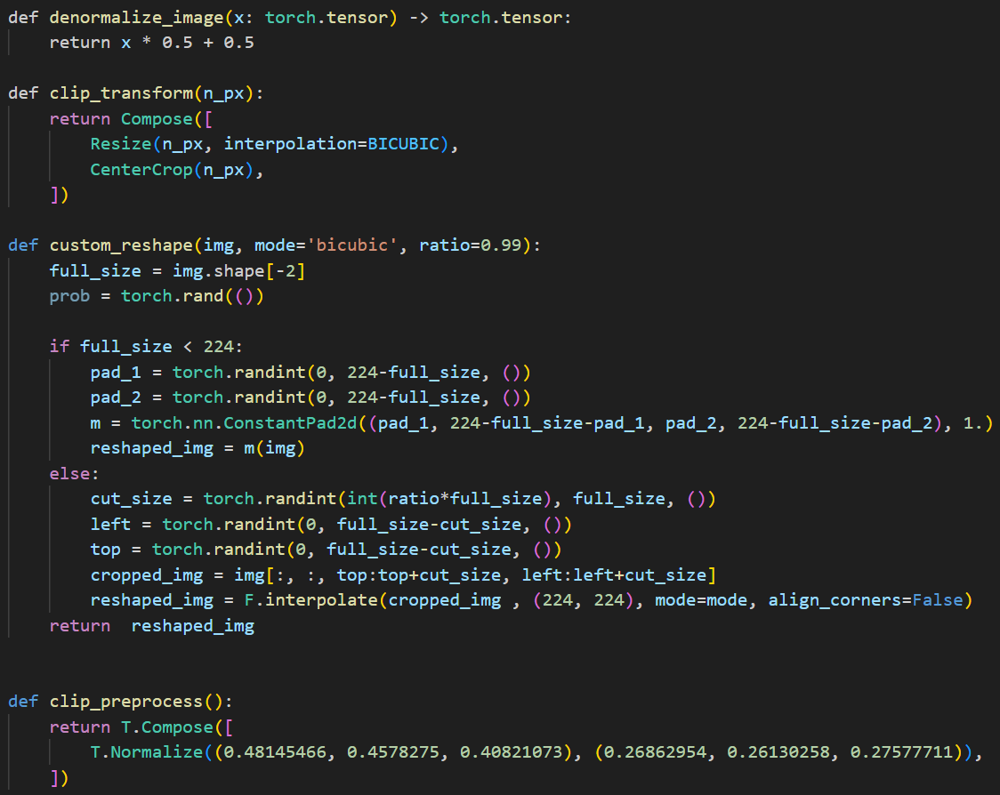 def denormalize_image(x: torch.tensor) -> torch.tensor:
    return x * 0.5 + 0.5

def clip_transform(n_px):
    return Compose([
        Resize(n_px, interpolation=BICUBIC),
        CenterCrop(n_px),
    ])

def custom_reshape(img, mode='bicubic', ratio=0.99):
    full_size = img.shape[-2]
    prob = torch.rand(())

    if full_size < 224:
        pad_1 = torch.randint(0, 224-full_size, ())
        pad_2 = torch.randint(0, 224-full_size, ())
        m = torch.nn.ConstantPad2d((pad_1, 224-full_size-pad_1, pad_2, 224-full_size-pad_2), 1.)
        reshaped_img = m(img)
    else:
        cut_size = torch.randint(int(ratio*full_size), full_size, ())
        left = torch.randint(0, full_size-cut_size, ())
        top = torch.randint(0, full_size-cut_size, ())
        cropped_img = img[:, :, top:top+cut_size, left:left+cut_size]
        reshaped_img = F.interpolate(cropped_img , (224, 224), mode=mode, align_corners=False)
    return  reshaped_img


def clip_preprocess():
    return T.Compose([
        T.Normalize((0.48145466, 0.4578275, 0.40821073), (0.26862954, 0.26130258, 0.27577711)),
    ])